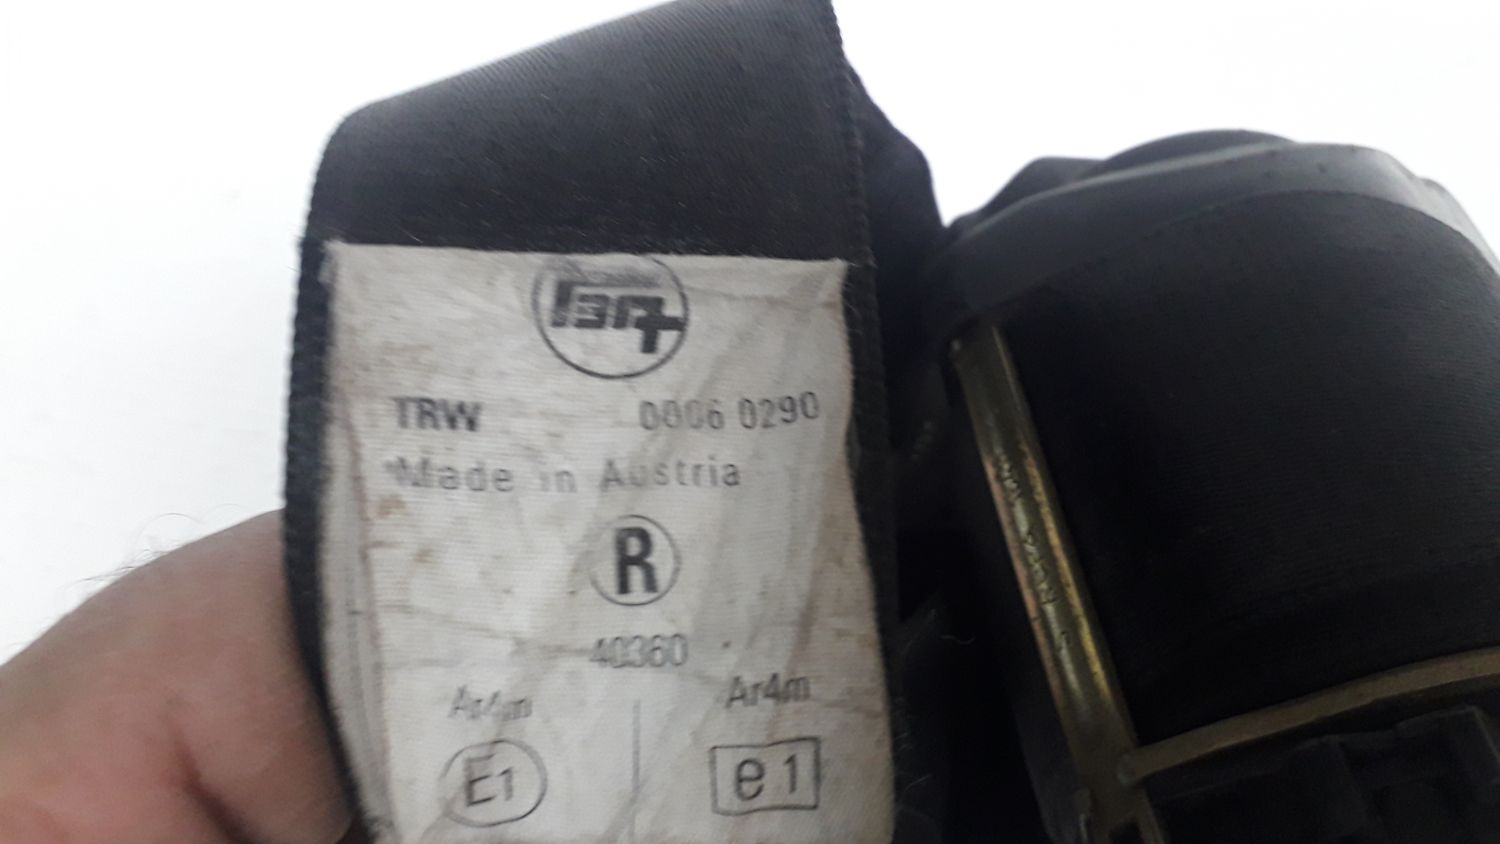 TRW 0006 0290
Made in Austria
R
40360
Ar4m Ar4m
E1 e1